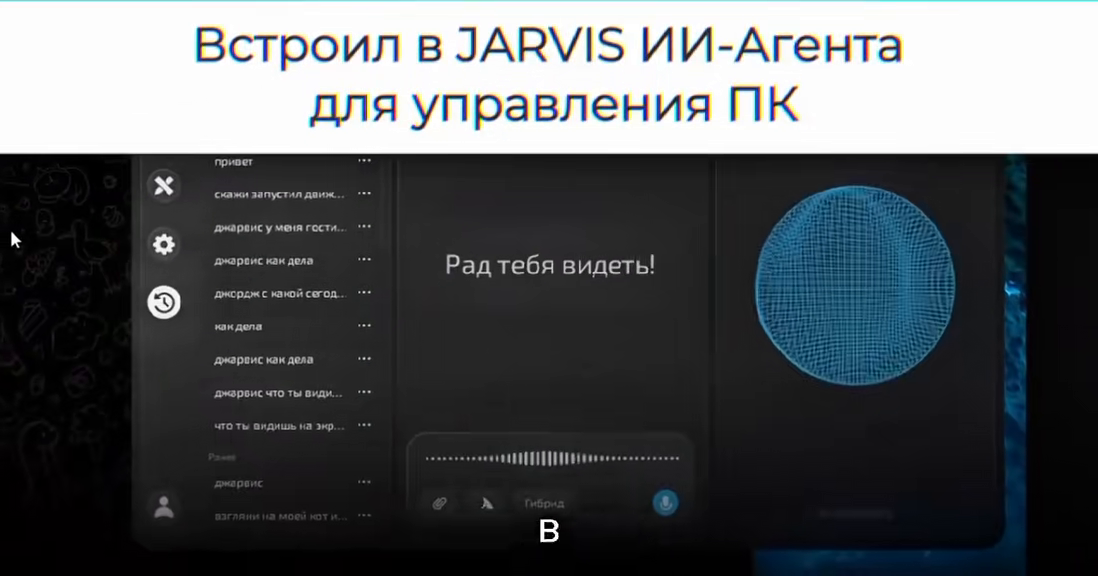 Встроил в JARVIS ИИ-Агента
для управления ПК
привет
скажи запустил движ...
джарвис у меня гости...
джарвис как дела
джордж с какой сегод...
как дела
джарвис как дела
джарвис что ты види...
что ты видишь на экр...
Ранее
джарвис
взгляни на мой кот и...
Рад тебя видеть!
Гибрид
В